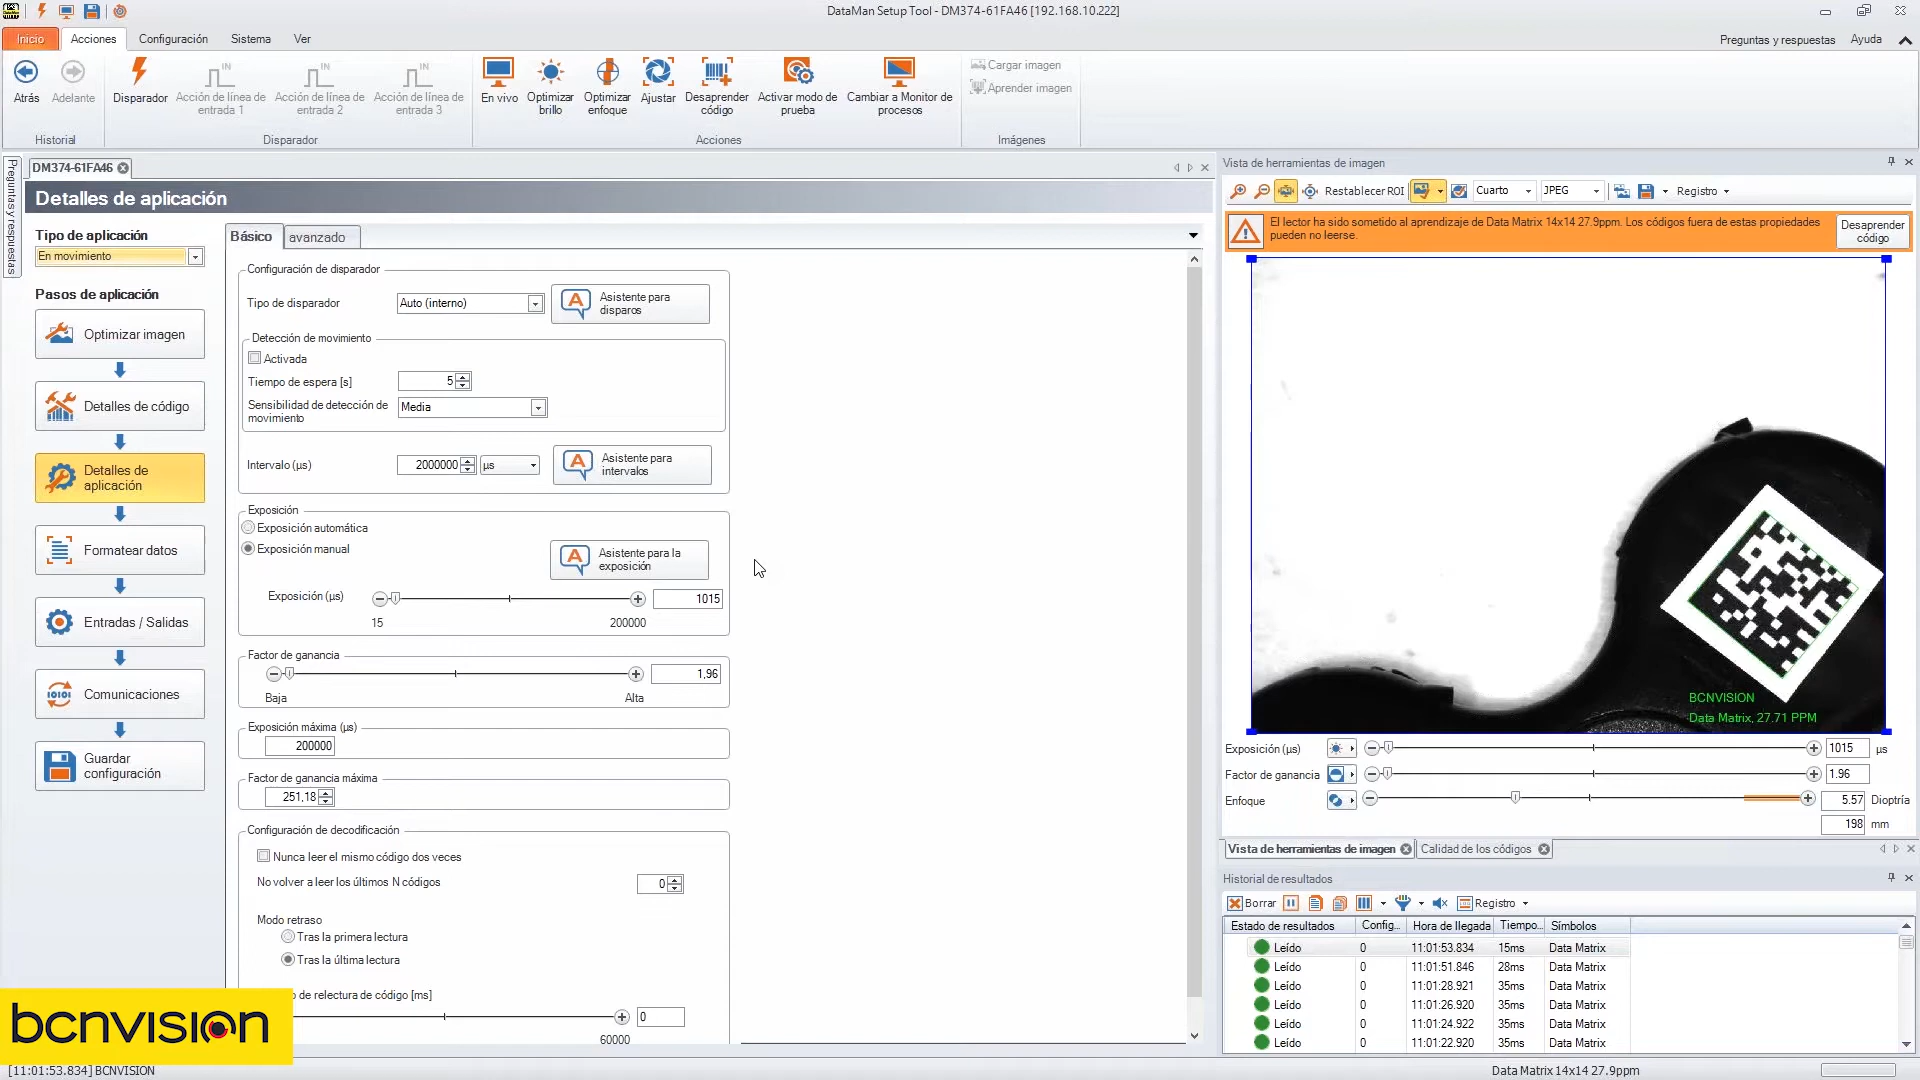 DataMan Setup Tool - DM374-61FA46 [192.168.10.222]
Inicio
Acciones
Configuración
Sistema
Ver
Preguntas y respuestas
Ayuda
Atrás
Adelante
Historial
Disparador
Acción de línea de
entrada 1
Acción de línea de
entrada 2
Acción de línea de
entrada 3
Disparador
En vivo
Optimizar
brillo
Optimizar
enfoque
Ajustar
Desaprender
código
Activar modo de
prueba
Cambiar a Monitor de
procesos
Acciones
Cargar imagen
Aprender imagen
Imágenes
Preguntas y respuestas
DM374-61FA46
Detalles de aplicación
Tipo de aplicación
En movimiento
Pasos de aplicación
Optimizar imagen
Detalles de código
Detalles de
aplicación
Formatear datos
Entradas / Salidas
Comunicaciones
Guardar
configuración
Básico
avanzado
Configuración de disparador
Tipo de disparador
Auto (interno)
Asistente para
disparos
Detección de movimiento
Activada
Tiempo de espera [s]
5
Sensibilidad de detección de
movimiento
Media
Intervalo (µs)
2000000
µs
Asistente para
intervalos
Exposición
Exposición automática
Exposición manual
Asistente para la
exposición
Exposición (µs)
1015
15
200000
Factor de ganancia
1,96
Baja
Alta
Exposición máxima (µs)
200000
Factor de ganancia máxima
251,18
Configuración de decodificación
Nunca leer el mismo código dos veces
No volver a leer los últimos N códigos
0
Modo retraso
Tras la primera lectura
Tras la última lectura
o de relectura de código [ms]
0
60000
bcnvision
[11:01:53.834] BCNVISION
Vista de herramientas de imagen
Restablecer ROI
Cuarto
JPEG
Registro
El lector ha sido sometido al aprendizaje de Data Matrix 14x14 27.9ppm. Los códigos fuera de estas propiedades
pueden no leerse.
Desaprender
código
BCNVISION
Data Matrix, 27.71 PPM
Exposición (µs)
1015
µs
Factor de ganancia
1.96
Enfoque
5.57
Dioptría
198
mm
Vista de herramientas de imagen
Calidad de los códigos
Historial de resultados
Borrar
Registro
Estado de resultados
Config...
Hora de llegada
Tiempo...
Símbolos
Leído 0 11:01:53.834 15ms Data Matrix
Leído 0 11:01:51.846 28ms Data Matrix
Leído 0 11:01:28.921 35ms Data Matrix
Leído 0 11:01:26.920 35ms Data Matrix
Leído 0 11:01:24.922 35ms Data Matrix
Leído 0 11:01:22.920 35ms Data Matrix
Data Matrix 14x14 27.9ppm